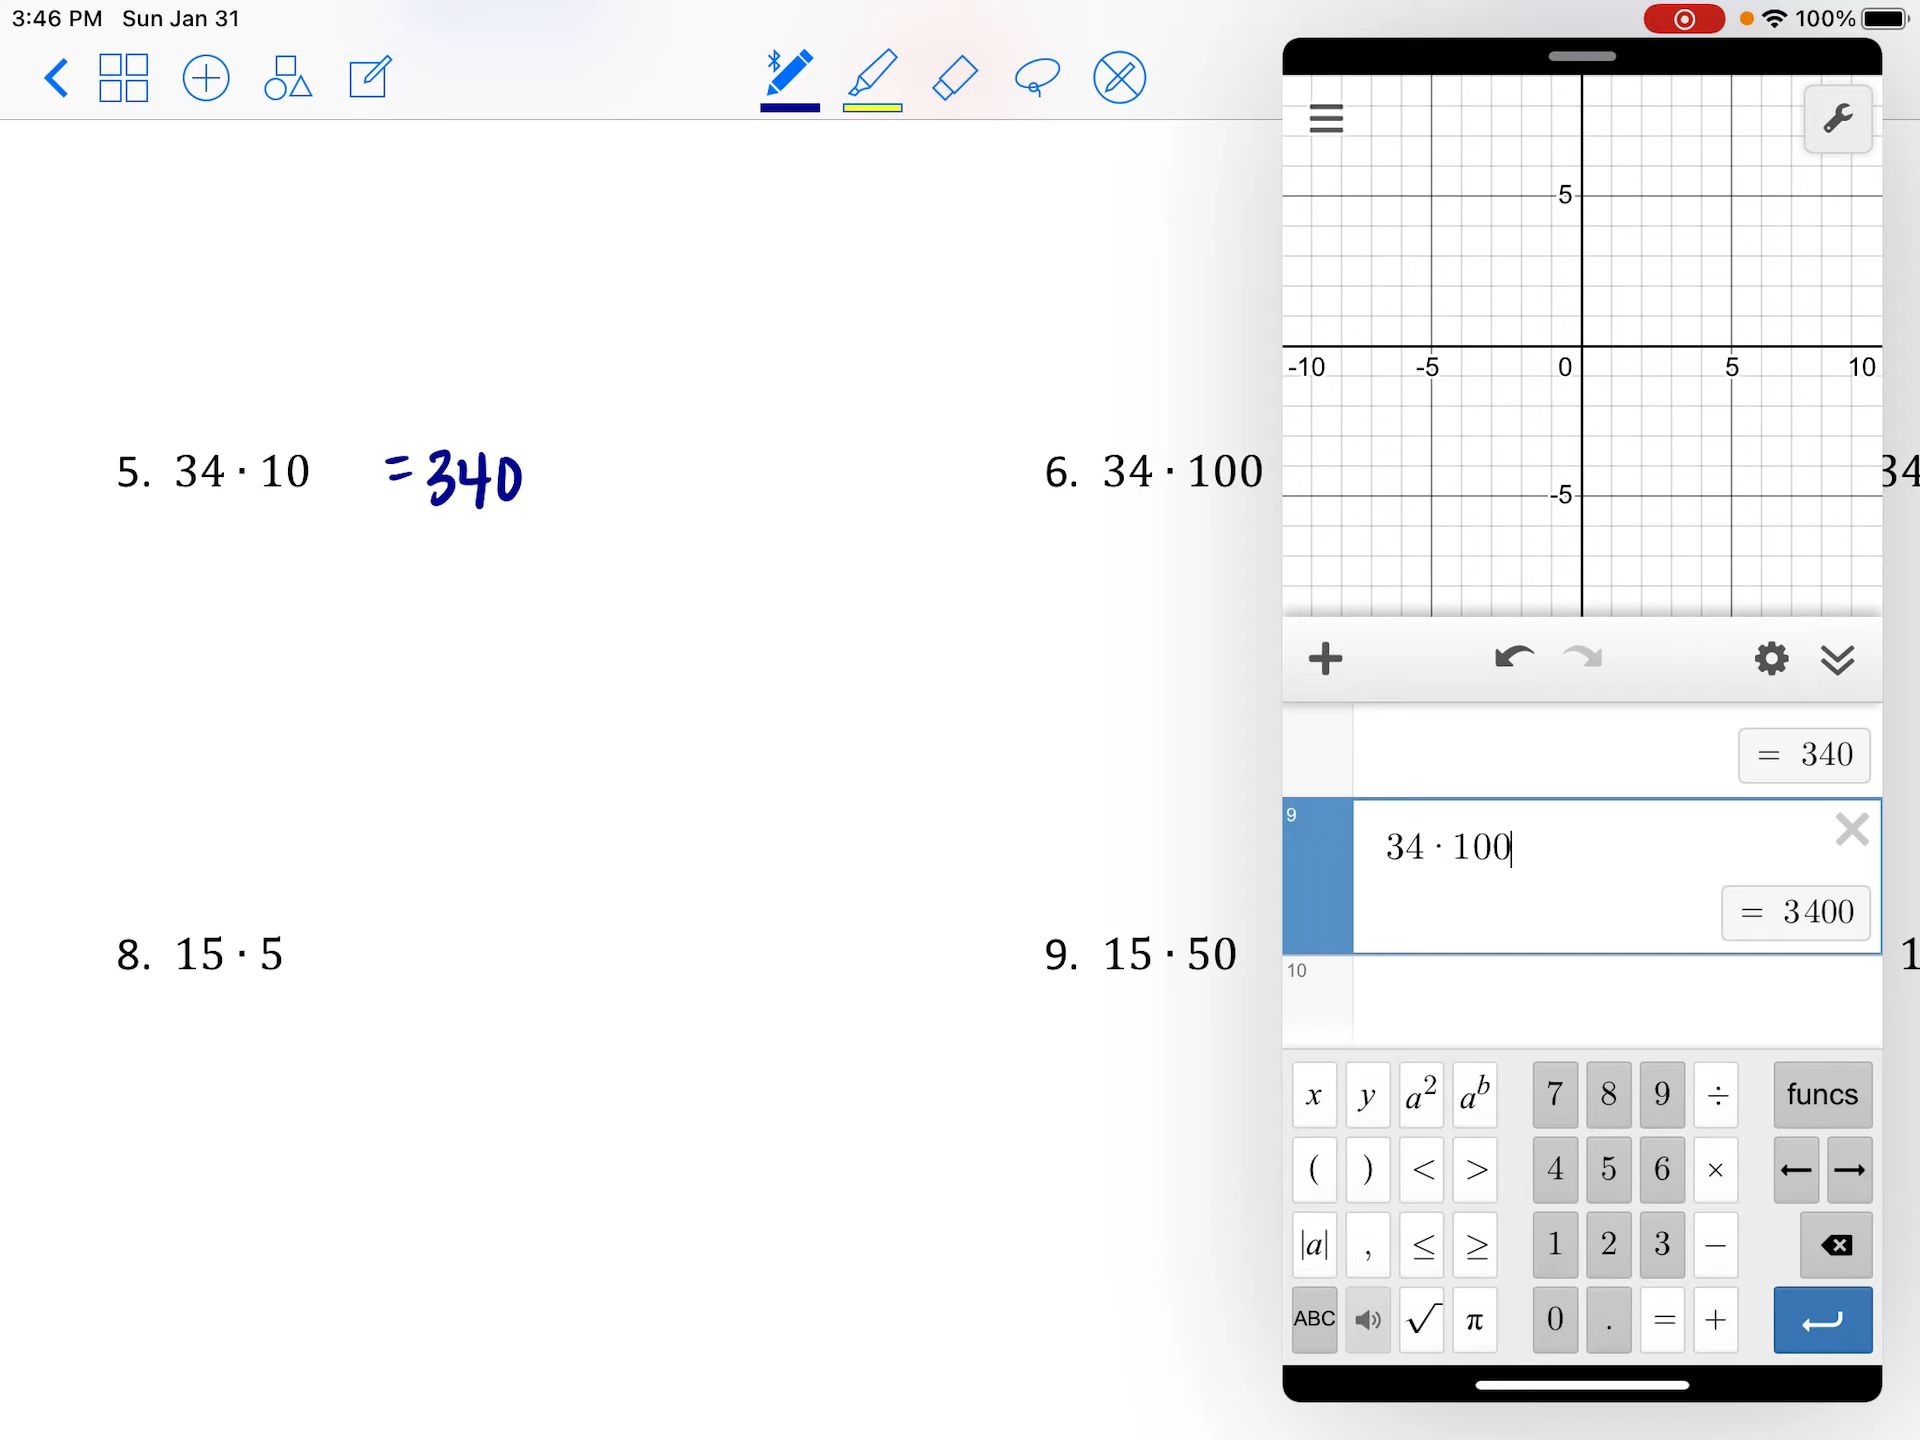 3:46 PM Sun Jan 31
100%
5. 34 · 10 = 340
6. 34 · 100
34
8. 15 · 5
9. 15 · 50
1
5
-10 -5 0 5 10
-5
= 340
9
34 · 100
= 3400
10
x y a² aᵇ 7 8 9 ÷ funcs
( ) < > 4 5 6 × ← →
|a| , ≤ ≥ 1 2 3 −
ABC √ π 0 . = +